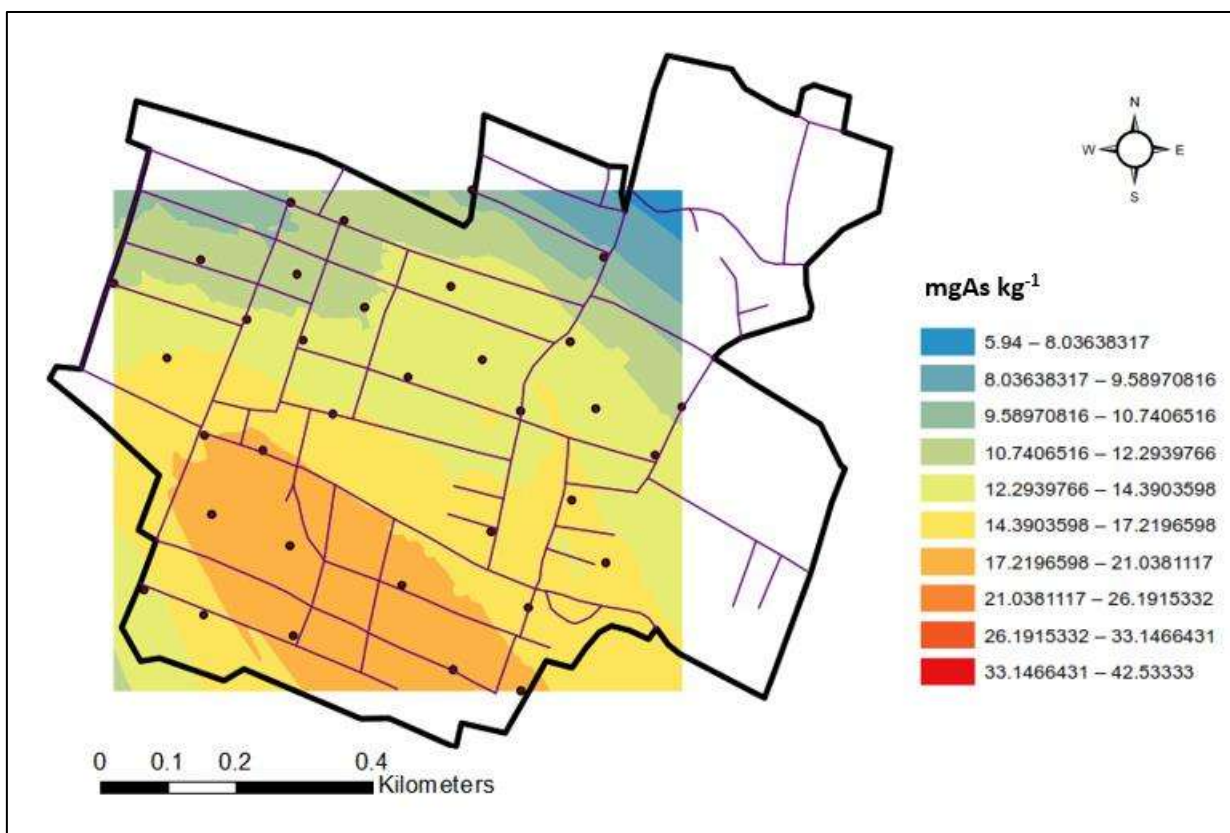 N
W E
S
mgAs kg⁻¹
5.94 – 8.03638317
8.03638317 – 9.58970816
9.58970816 – 10.7406516
10.7406516 – 12.2939766
12.2939766 – 14.3903598
14.3903598 – 17.2196598
17.2196598 – 21.0381117
21.0381117 – 26.1915332
26.1915332 – 33.1466431
33.1466431 – 42.53333
0 0.1 0.2 0.4
Kilometers